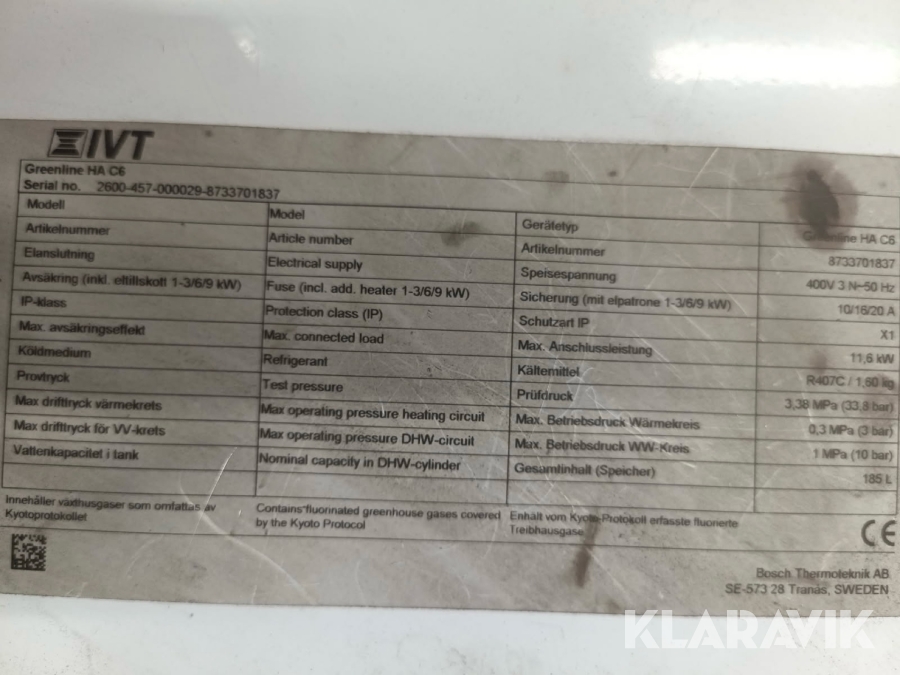 IVT
Greenline HA C6
Serial no. 2600-457-000029-8733701837
Modell Model Gerätetyp Greenline HA C6
Artikelnummer Article number Artikelnummer 8733701837
Elanslutning Electrical supply Speisespannung 400V 3 N~50 Hz
Avsäkring (inkl. eltillskott 1-3/6/9 kW) Fuse (incl. add. heater 1-3/6/9 kW) Sicherung (mit elpatrone 1-3/6/9 kW) 10/16/20 A
IP-klass Protection class (IP) Schutzart IP X1
Max. avsäkringseffekt Max. connected load Max. Anschlussleistung 11,6 kW
Köldmedium Refrigerant Kältemittel R407C / 1,60 kg
Provtryck Test pressure Prüfdruck 3,38 MPa (33,8 bar)
Max drifttryck värmekrets Max operating pressure heating circuit Max. Betriebsdruck Wärmekreis 0,3 MPa (3 bar)
Max drifttryck för VV-krets Max operating pressure DHW-circuit Max. Betriebsdruck WW-Kreis 1 MPa (10 bar)
Vattenkapacitet i tank Nominal capacify in DHW-cylinder Gesamtinhalt (Speicher) 185 L
Innehåller växthusgaser som omfattas av Kyotoprotokollet
Contains fluorinated greenhouse gases covered by the Kyoto Protocol
Enhält vom Kyoto-Protokoll erfasste fluorierte Treibhausgase
CE
Bosch Thermoteknik AB
SE-573 28 Tranås, SWEDEN
KLARAVIK